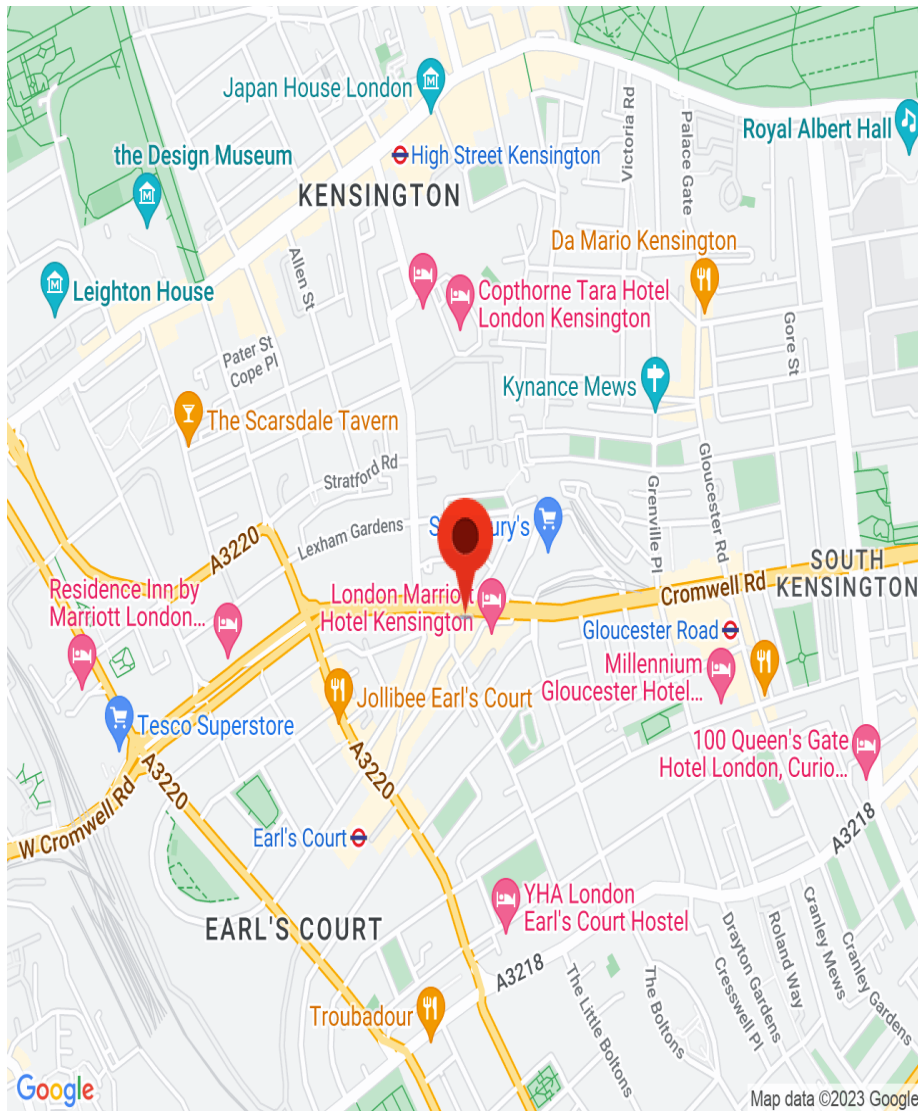 Japan House London
Royal Albert Hall
the Design Museum
High Street Kensington
Victoria Rd
Palace Gate
KENSINGTON
Da Mario Kensington
Allen St
Leighton House
Copthorne Tara Hotel
London Kensington
Gore St
Pater St
Cope Pl
Kynance Mews
The Scarsdale Tavern
Stratford Rd
Gloucester Rd
Grenville Pl
Lexham Gardens
A3220
SOUTH
KENSINGTON
Cromwell Rd
Residence Inn by
Marriott London...
London Marriott
Hotel Kensington
Gloucester Road
Millennium
Gloucester Hotel...
Jollibee Earl's Court
Tesco Superstore
100 Queen's Gate
Hotel London, Curio...
A3220
A3220
W Cromwell Rd
Earl's Court
A3218
YHA London
Earl's Court Hostel
EARL'S COURT
Drayton Gardens
Cresswell Pl
Roland Way
Cranley Mews
Cranley Gardens
A3218
The Little Boltons
The Boltons
Troubadour
Google
Map data ©2023 Google